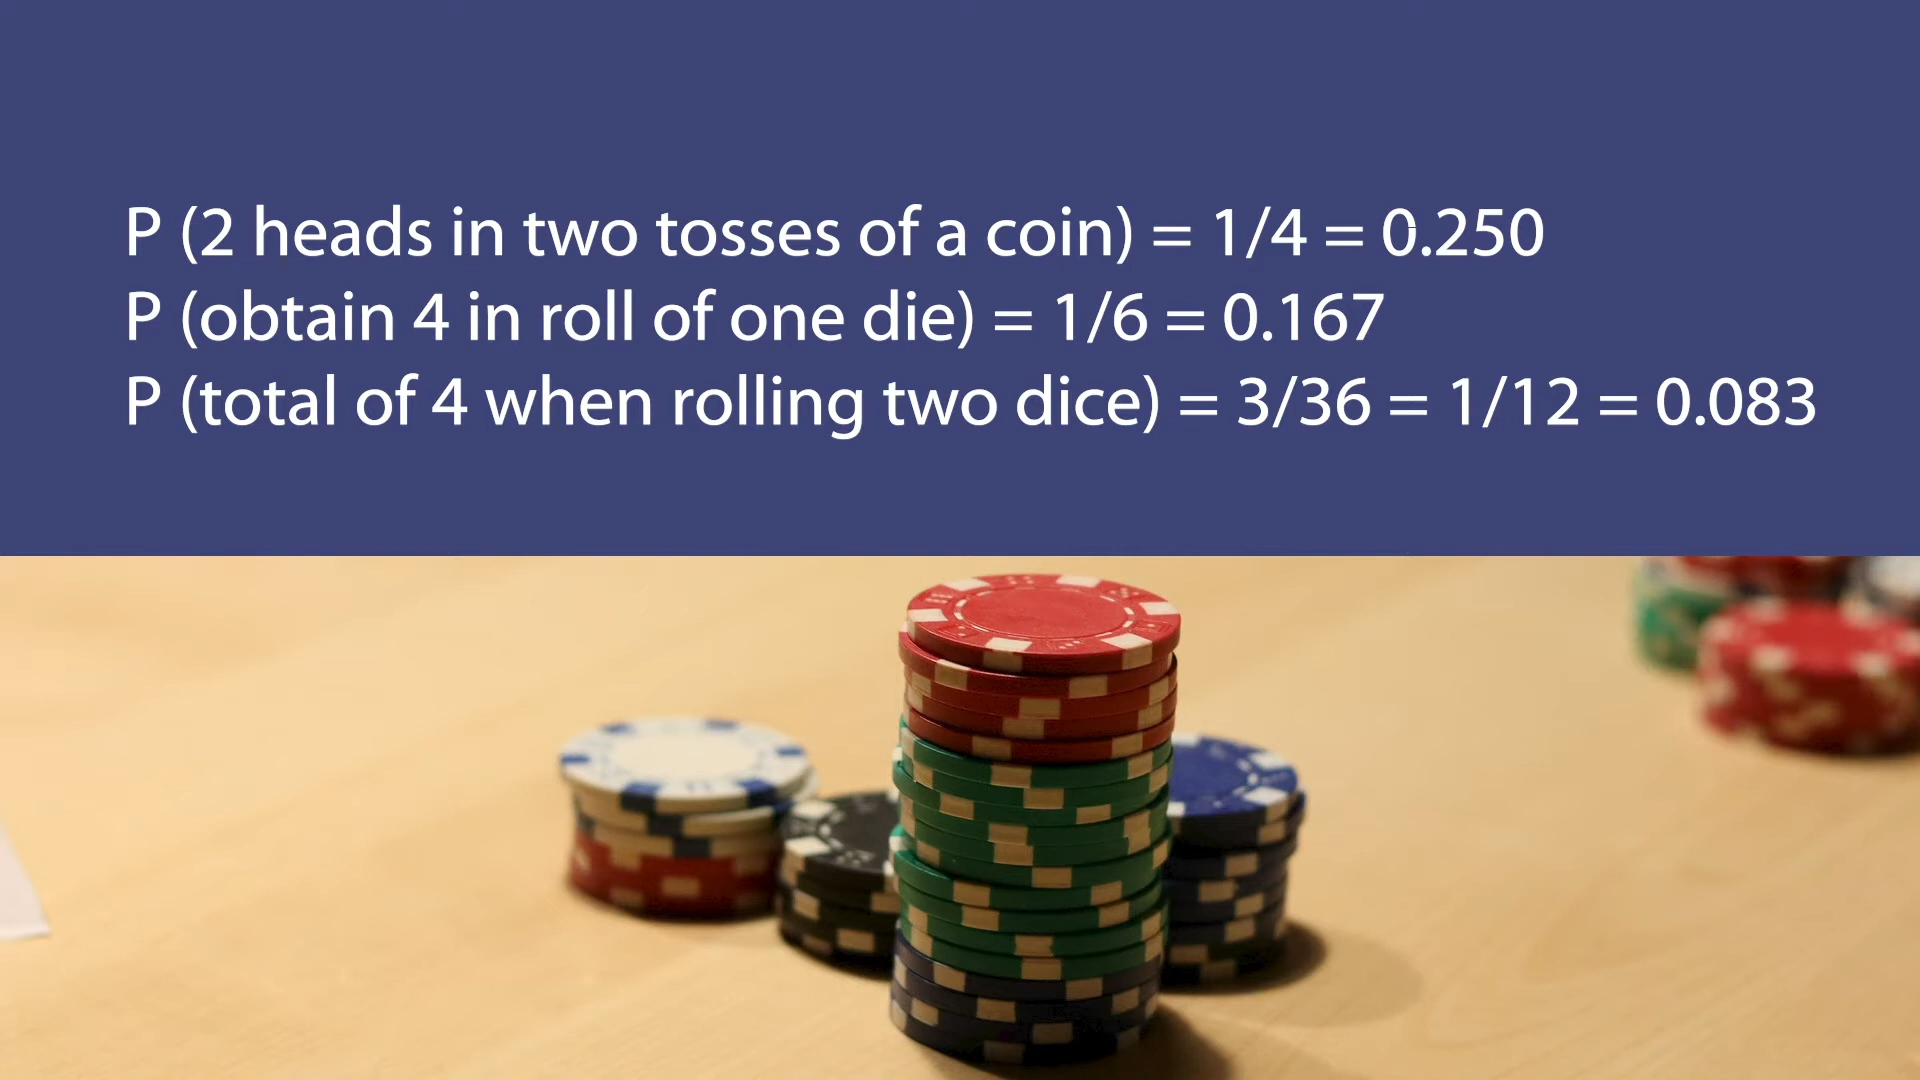 P (2 heads in two tosses of a coin) = 1/4 = 0.250
P (obtain 4 in roll of one die) = 1/6 = 0.167
P (total of 4 when rolling two dice) = 3/36 = 1/12 = 0.083